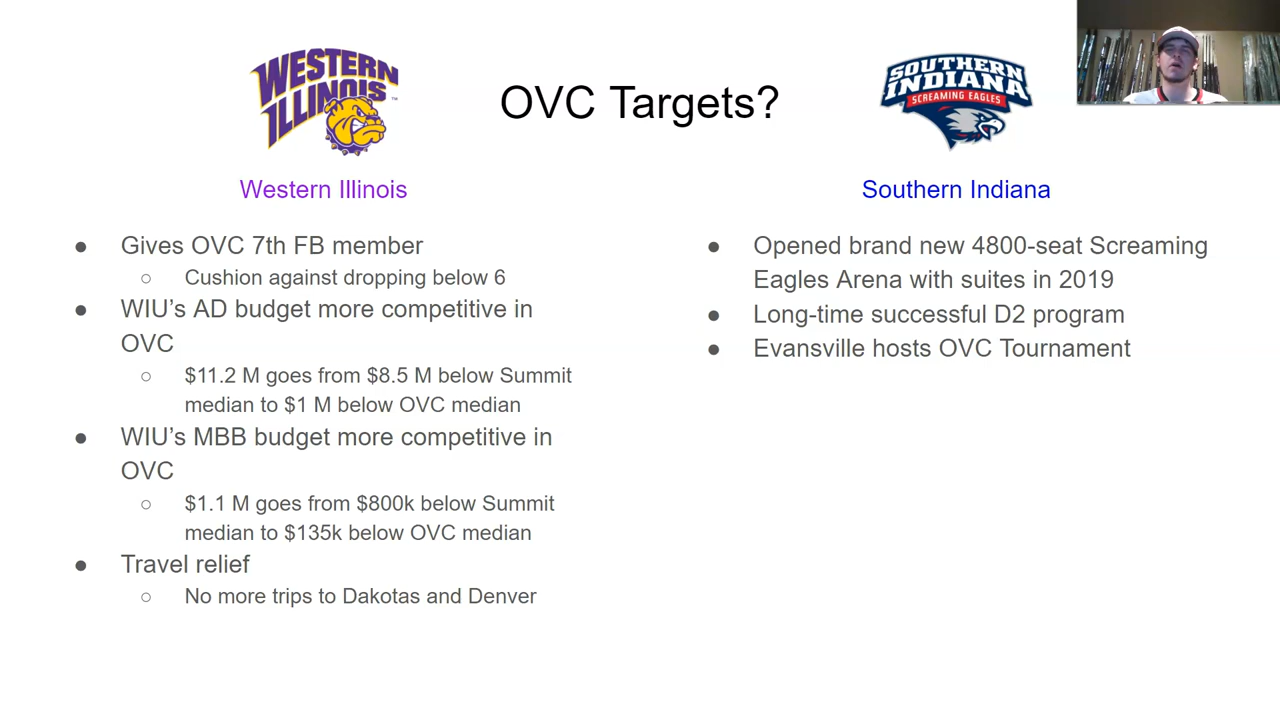 WESTERN
ILLINOIS
OVC Targets?
SOUTHERN
INDIANA
SCREAMING EAGLES
Western Illinois
● Gives OVC 7th FB member
○ Cushion against dropping below 6
● WIU's AD budget more competitive in
OVC
○ $11.2 M goes from $8.5 M below Summit
median to $1 M below OVC median
● WIU's MBB budget more competitive in
OVC
○ $1.1 M goes from $800k below Summit
median to $135k below OVC median
● Travel relief
○ No more trips to Dakotas and Denver
Southern Indiana
● Opened brand new 4800-seat Screaming
Eagles Arena with suites in 2019
● Long-time successful D2 program
● Evansville hosts OVC Tournament